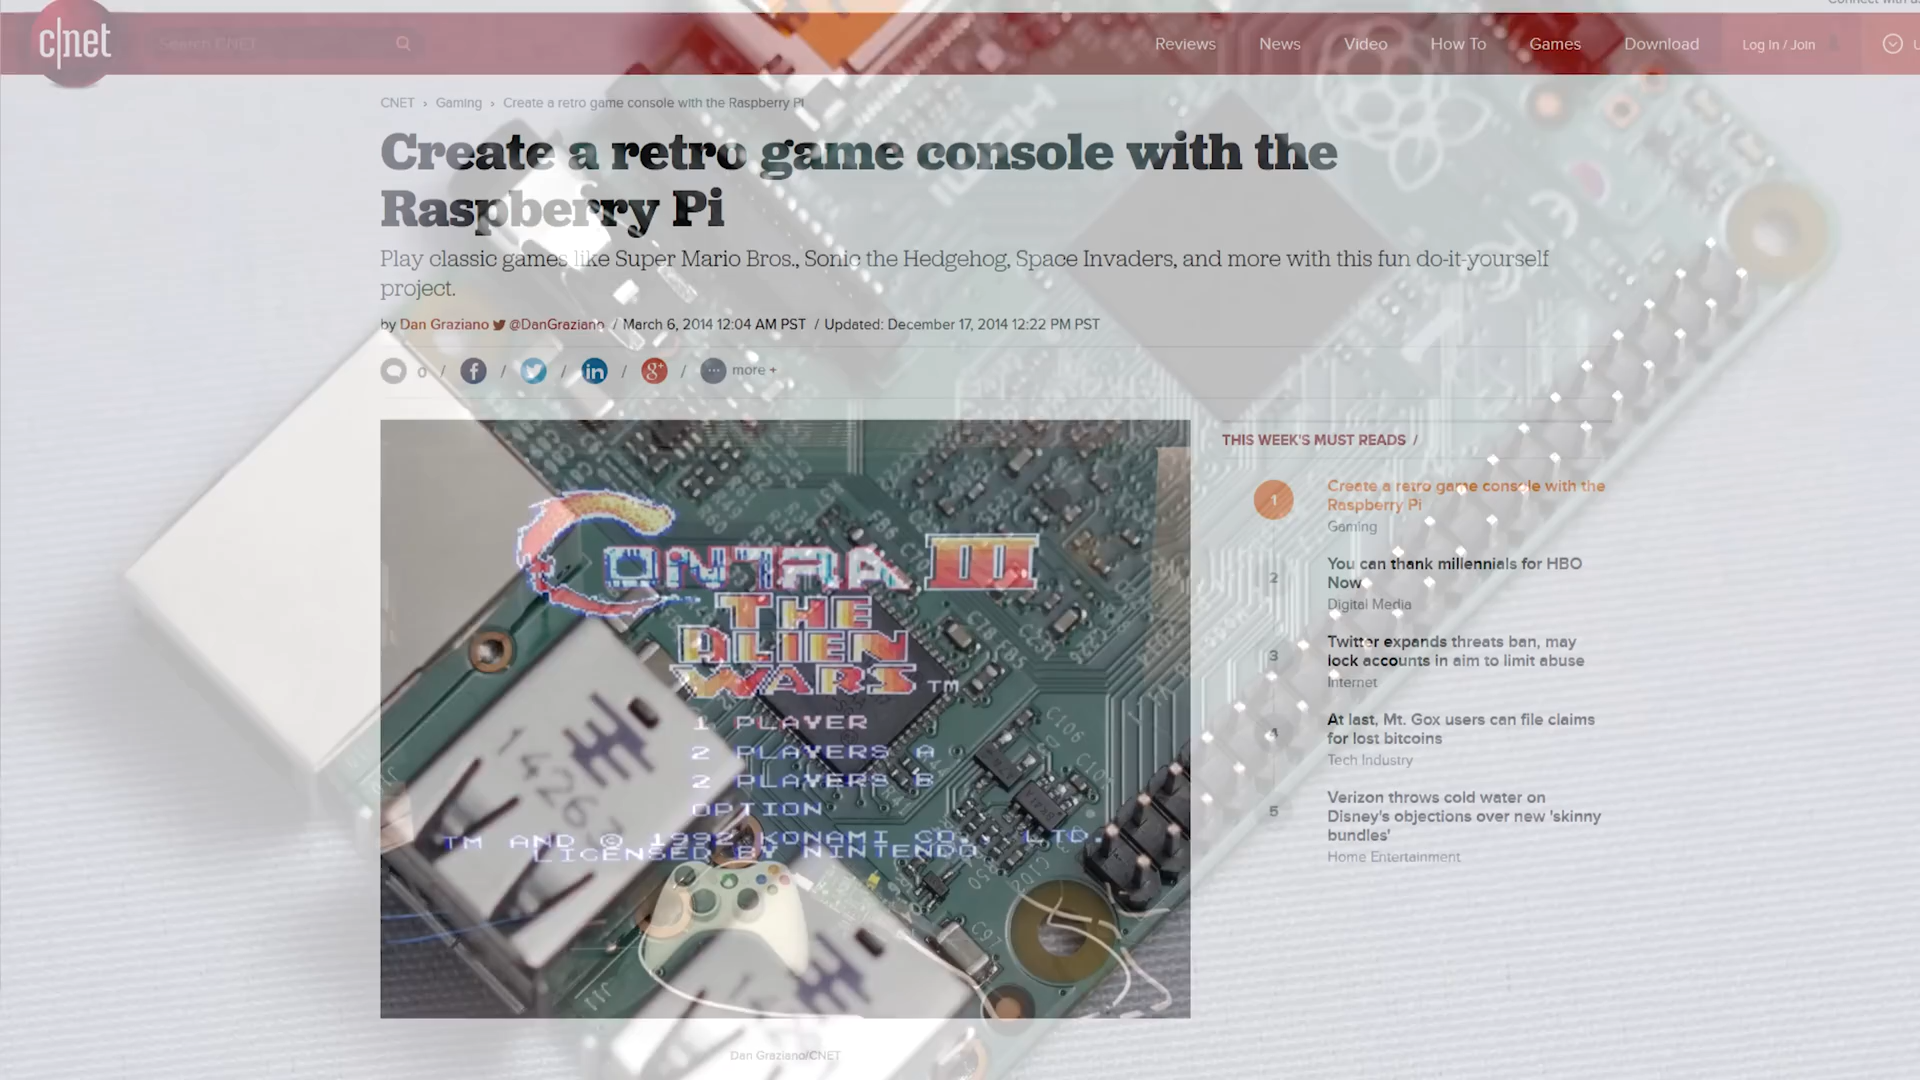 c|net
Search CNET
Reviews
News
Video
How To
Games
Download
Log In / Join
CNET › Gaming › Create a retro game console with the Raspberry Pi
Create a retro game console with the
Raspberry Pi
Play classic games like Super Mario Bros., Sonic the Hedgehog, Space Invaders, and more with this fun do-it-yourself
project.
by Dan Graziano @DanGraziano / March 6, 2014 12:04 AM PST / Updated: December 17, 2014 12:22 PM PST
0 / f / / in / g+ / more +
CONTRA III
THE
ALIEN
WARS TM
1 PLAYER
2 PLAYERS A
2 PLAYERS B
OPTION
TM AND © 1992 KONAMI CO., LTD.
LICENSED BY NINTENDO
1426
C106
C97
J11
Dan Graziano/CNET
THIS WEEK'S MUST READS /
1
Create a retro game console with the
Raspberry Pi
Gaming
2
You can thank millennials for HBO
Now
Digital Media
3
Twitter expands threats ban, may
lock accounts in aim to limit abuse
Internet
4
At last, Mt. Gox users can file claims
for lost bitcoins
Tech Industry
5
Verizon throws cold water on
Disney's objections over new 'skinny
bundles'
Home Entertainment